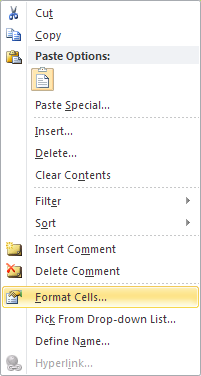 Cut
Copy
Paste Options:
Paste Special...
Insert...
Delete...
Clear Contents
Filter
Sort
Insert Comment
Delete Comment
Format Cells...
Pick From Drop-down List...
Define Name...
Hyperlink...